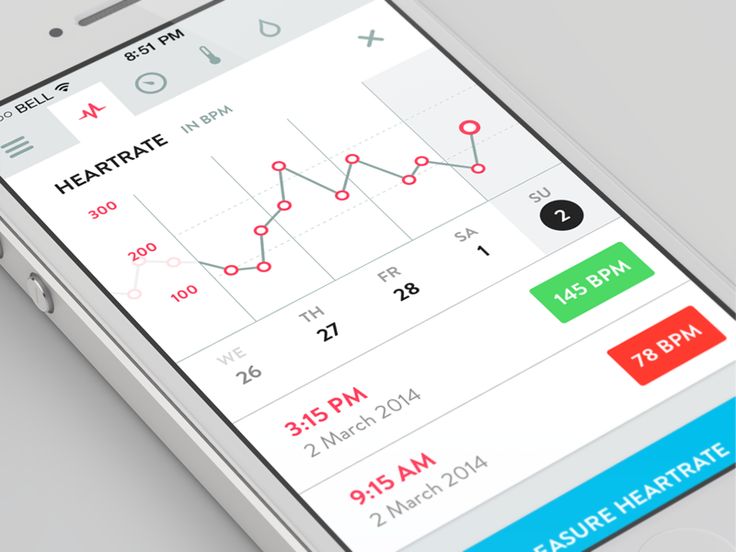 BELL
8:51 PM
HEARTRATE IN BPM
300
200
100
WE TH FR SA SU
26 27 28 1 2
3:15 PM 145 BPM
2 March 2014
9:15 AM 78 BPM
2 March 2014
EASURE HEARTRATE